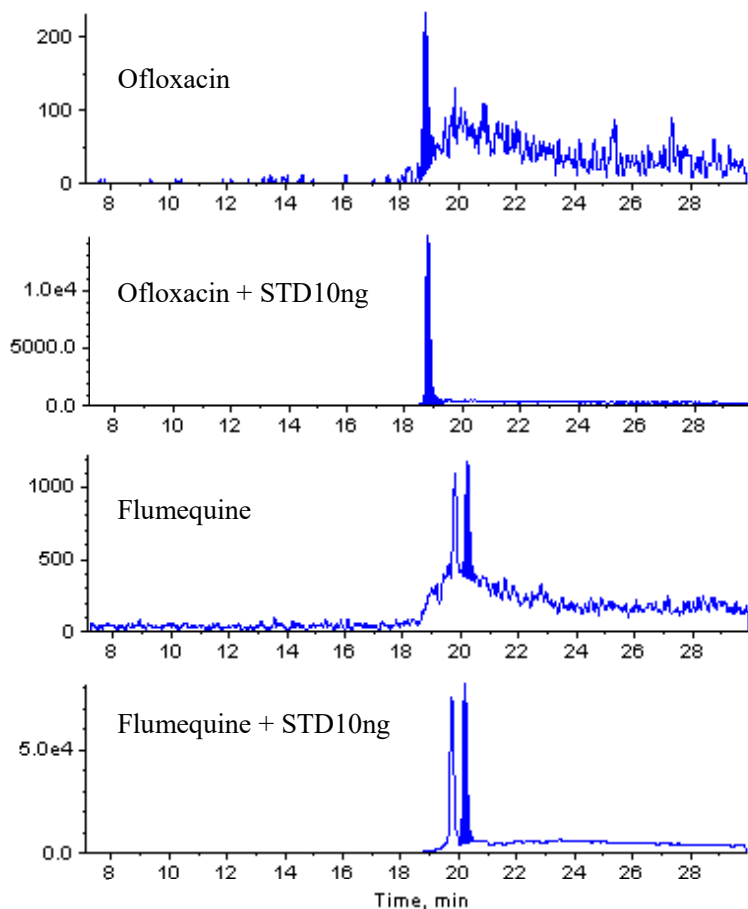 200
Ofloxacin
100
0
8 10 12 14 16 18 20 22 24 26 28
1.0e4
Ofloxacin + STD10ng
5000.0
0.0
8 10 12 14 16 18 20 22 24 26 28
1000
Flumequine
500
0
8 10 12 14 16 18 20 22 24 26 28
Flumequine + STD10ng
5.0e4
0.0
8 10 12 14 16 18 20 22 24 26 28
Time, min